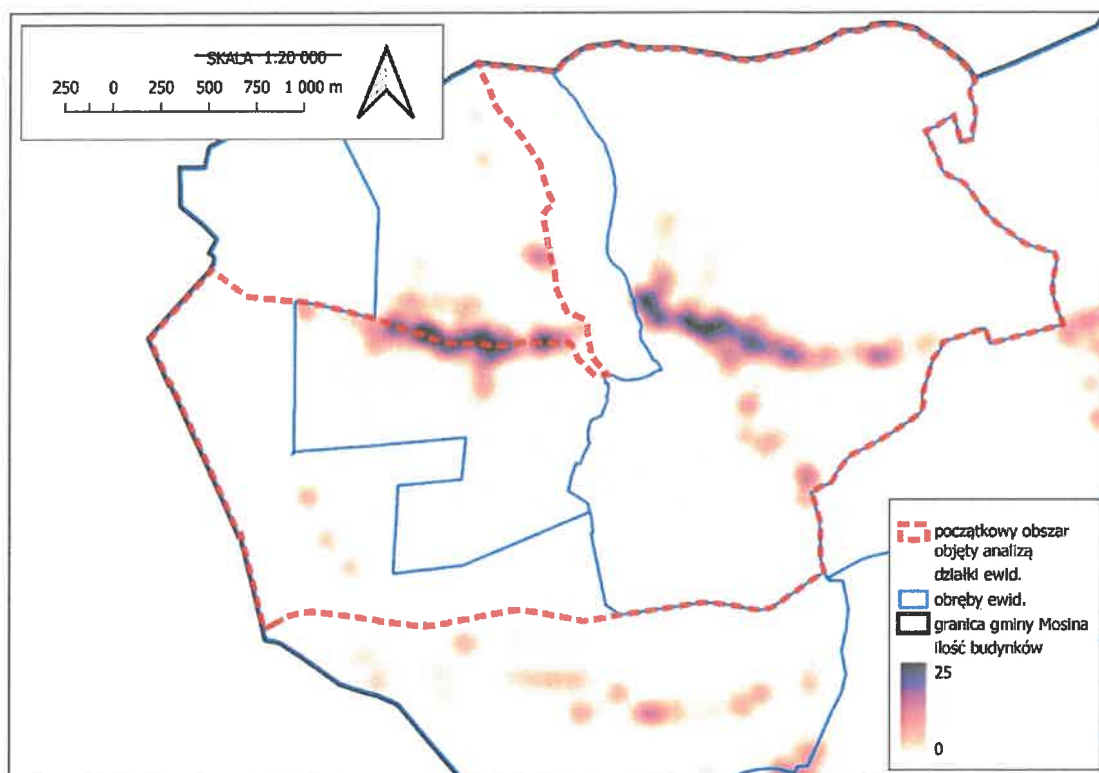 SKALA 1:20 000
250 0 250 500 750 1 000 m
początkowy obszar
objęty analizą
działki ewid.
obręby ewid.
granica gminy Mosina
ilość budynków
25
0